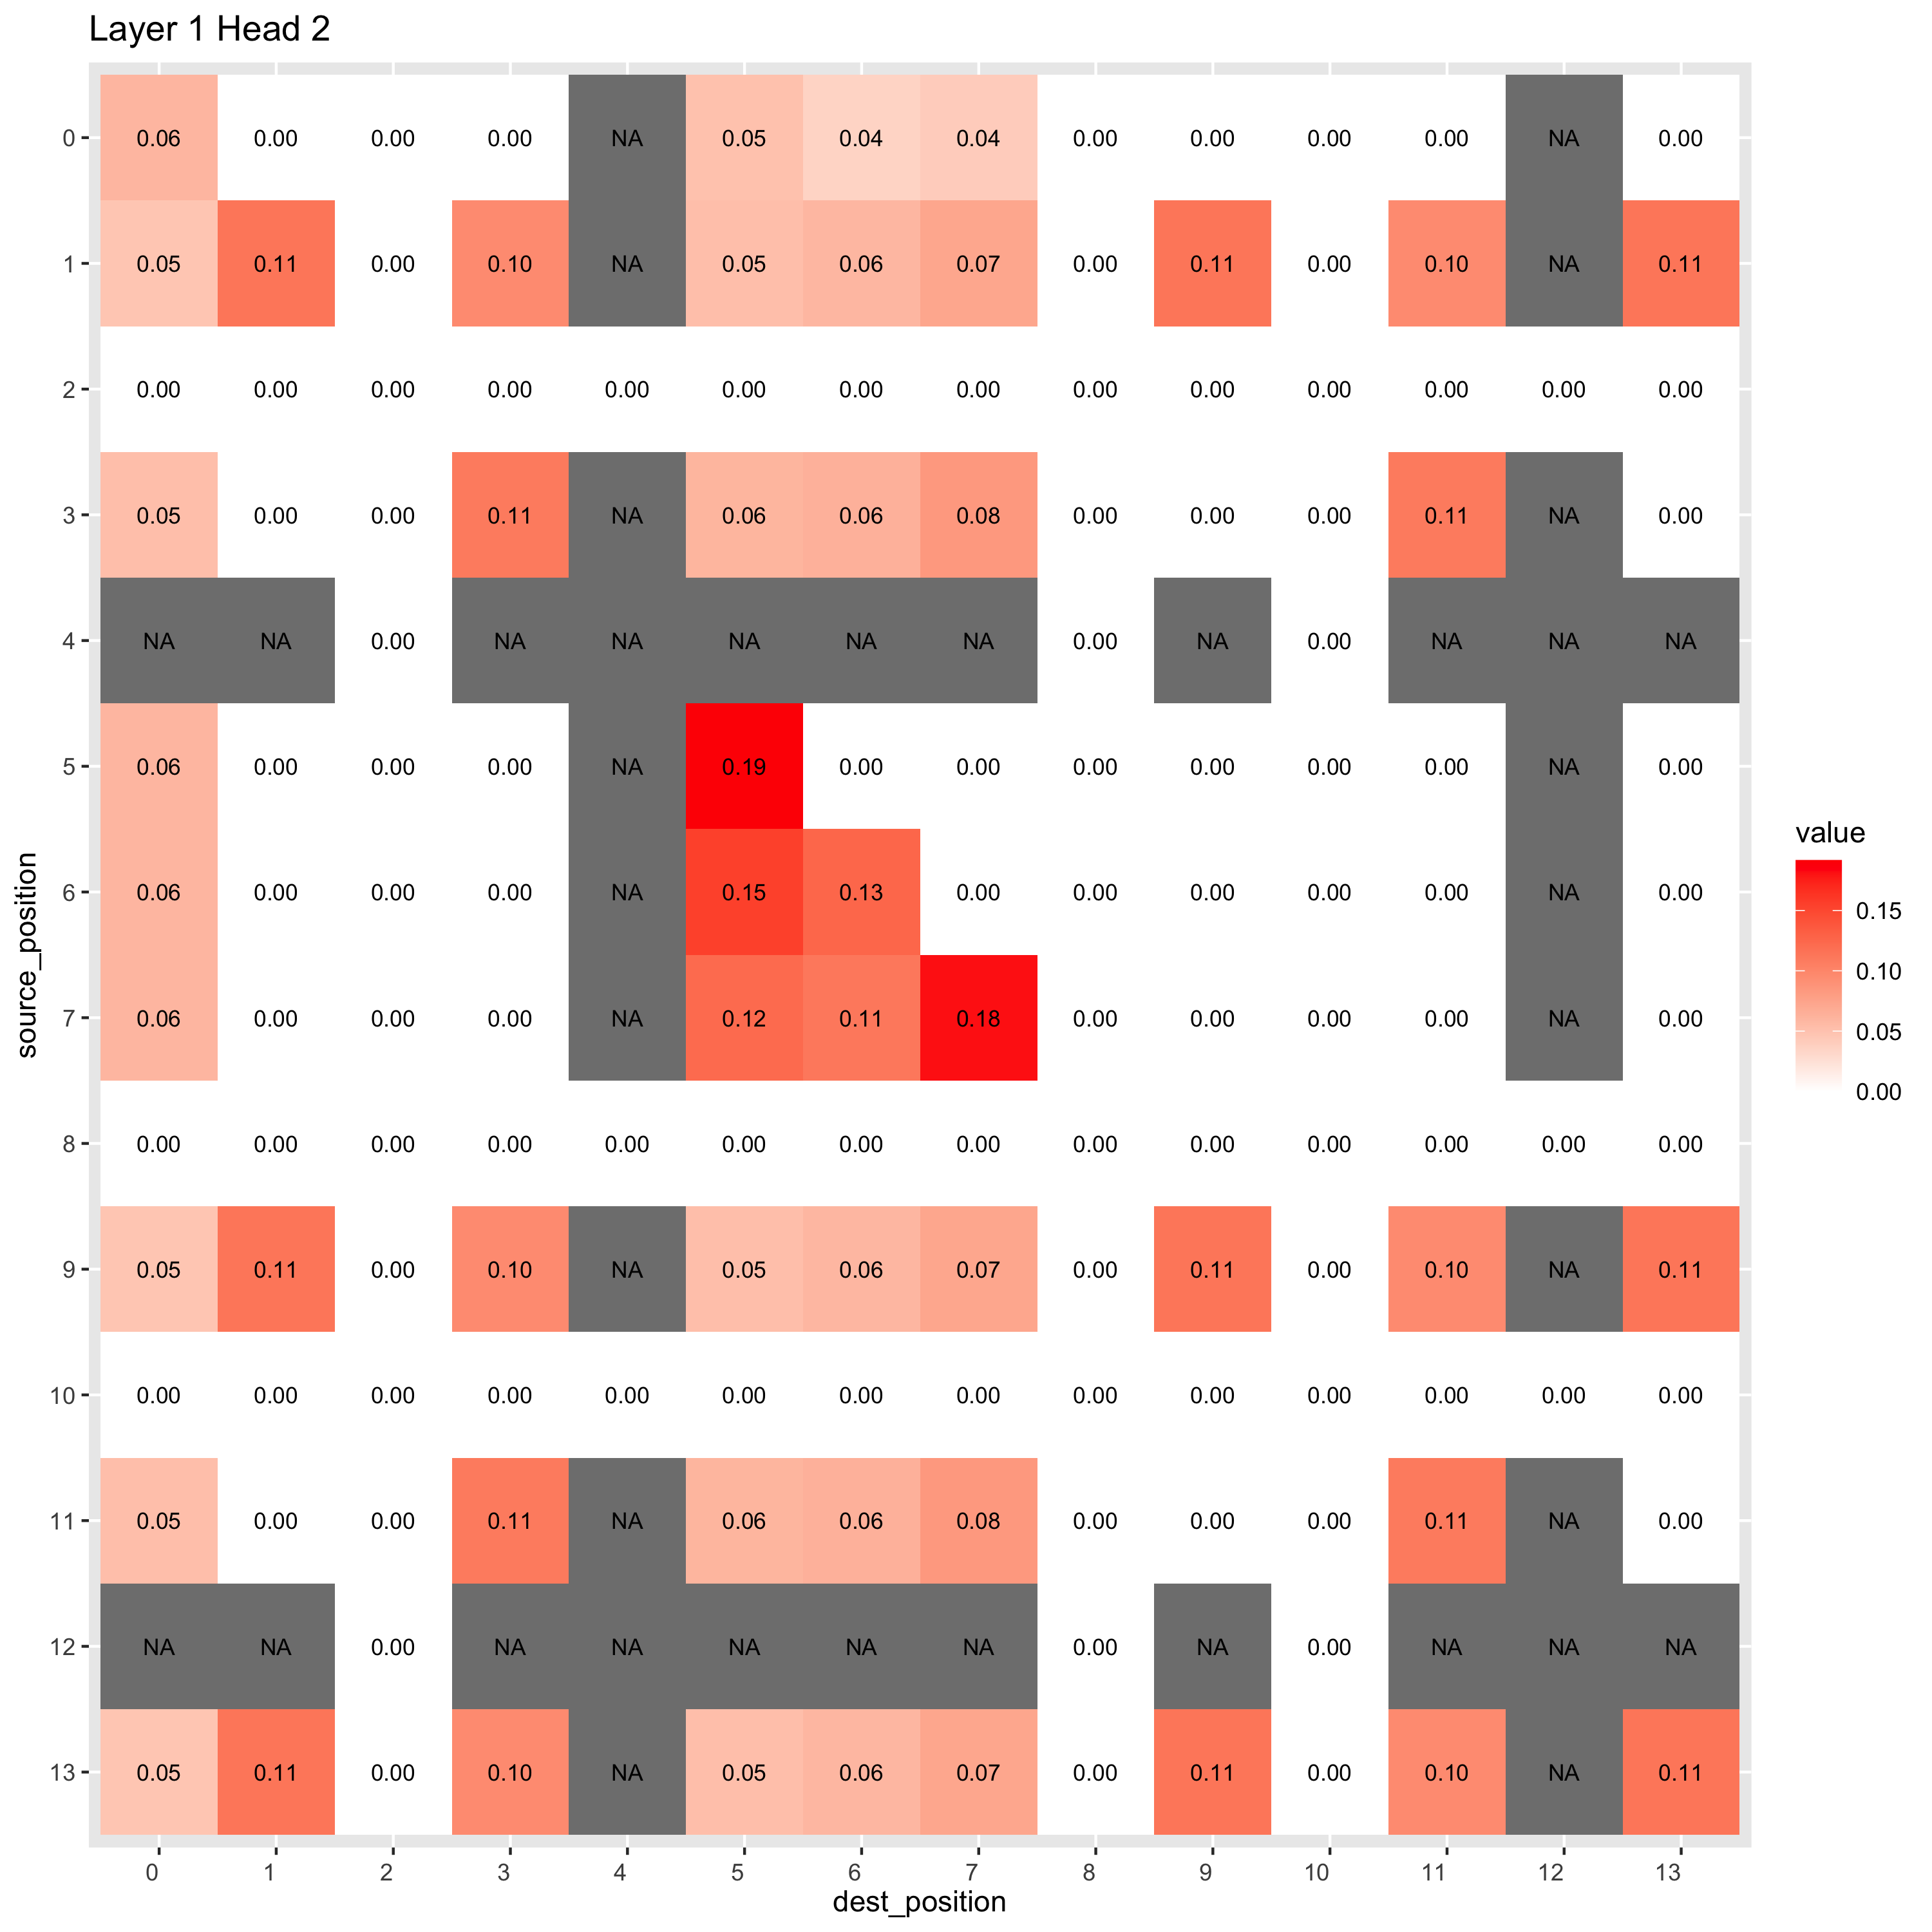 Layer 1 Head 2
0 0.06 0.00 0.00 0.00 NA 0.05 0.04 0.04 0.00 0.00 0.00 0.00 NA 0.00
1 0.05 0.11 0.00 0.10 NA 0.05 0.06 0.07 0.00 0.11 0.00 0.10 NA 0.11
2 0.00 0.00 0.00 0.00 0.00 0.00 0.00 0.00 0.00 0.00 0.00 0.00 0.00 0.00
3 0.05 0.00 0.00 0.11 NA 0.06 0.06 0.08 0.00 0.00 0.00 0.11 NA 0.00
4 NA NA 0.00 NA NA NA NA NA 0.00 NA 0.00 NA NA NA
5 0.06 0.00 0.00 0.00 NA 0.19 0.00 0.00 0.00 0.00 0.00 0.00 NA 0.00
6 0.06 0.00 0.00 0.00 NA 0.15 0.13 0.00 0.00 0.00 0.00 0.00 NA 0.00
7 0.06 0.00 0.00 0.00 NA 0.12 0.11 0.18 0.00 0.00 0.00 0.00 NA 0.00
8 0.00 0.00 0.00 0.00 0.00 0.00 0.00 0.00 0.00 0.00 0.00 0.00 0.00 0.00
9 0.05 0.11 0.00 0.10 NA 0.05 0.06 0.07 0.00 0.11 0.00 0.10 NA 0.11
10 0.00 0.00 0.00 0.00 0.00 0.00 0.00 0.00 0.00 0.00 0.00 0.00 0.00 0.00
11 0.05 0.00 0.00 0.11 NA 0.06 0.06 0.08 0.00 0.00 0.00 0.11 NA 0.00
12 NA NA 0.00 NA NA NA NA NA 0.00 NA 0.00 NA NA NA
13 0.05 0.11 0.00 0.10 NA 0.05 0.06 0.07 0.00 0.11 0.00 0.10 NA 0.11
0 1 2 3 4 5 6 7 8 9 10 11 12 13
dest_position
source_position
value
0.15
0.10
0.05
0.00